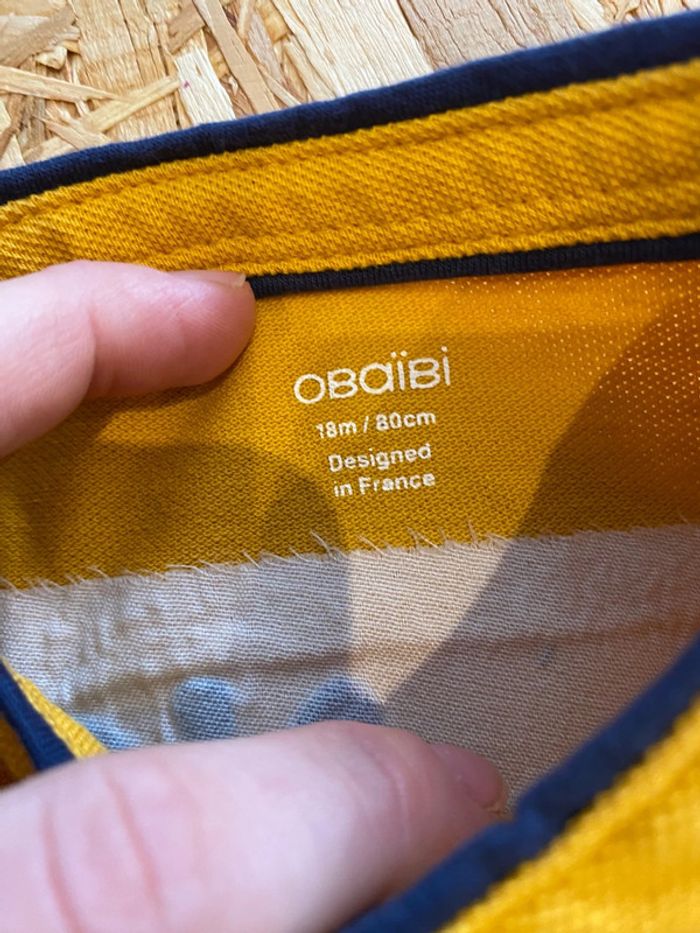 OBaïBi
18m / 80cm
Designed
in France